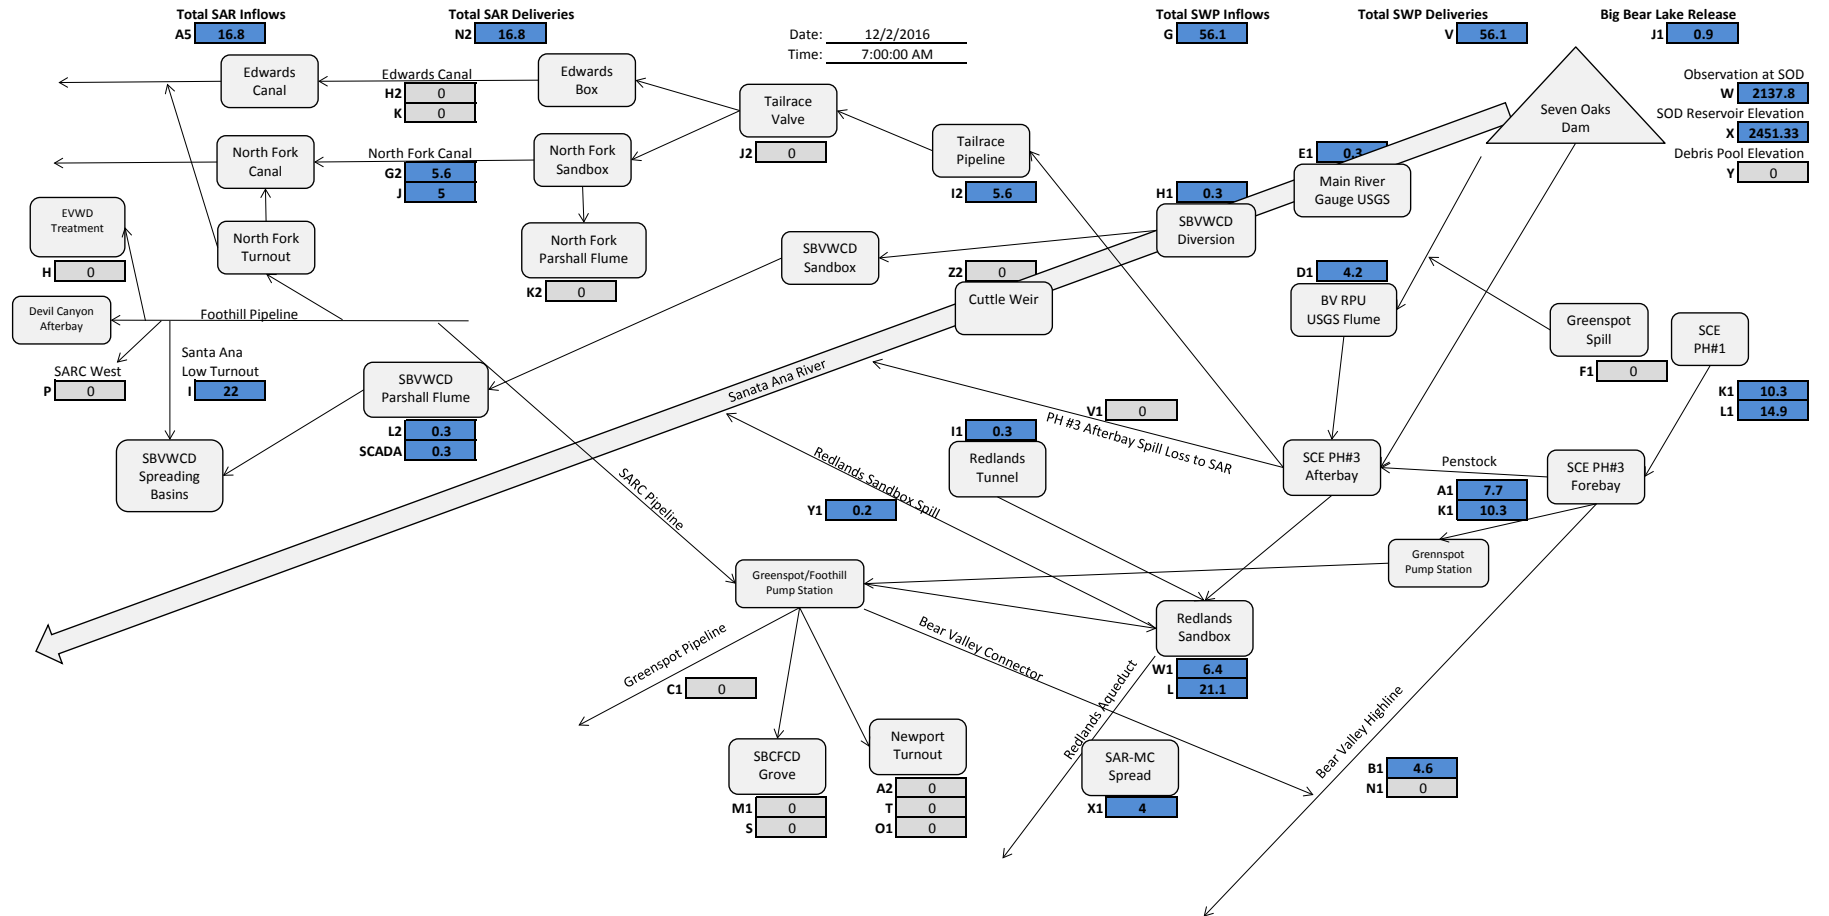 Total SAR Inflows
A5 16.8
Total SAR Deliveries
N2 16.8
Date: 12/2/2016
Time: 7:00:00 AM
Total SWP Inflows
G 56.1
Total SWP Deliveries
V 56.1
Big Bear Lake Release
J1 0.9
Observation at SOD
W 2137.8
SOD Reservoir Elevation
X 2451.33
Debris Pool Elevation
Y 0
Seven Oaks
Dam
Edwards
Canal
Edwards Canal
H2 0
K 0
Edwards
Box
Tailrace
Valve
J2 0
Tailrace
Pipeline
I2 5.6
E1 0.3
Main River
Gauge USGS
H1 0.3
SBVWCD
Diversion
North Fork
Canal
North Fork Canal
G2 5.6
J 5
North Fork
Sandbox
North Fork
Parshall Flume
K2 0
EVWD
Treatment
H 0
North Fork
Turnout
SBVWCD
Sandbox
Z2 0
Cuttle Weir
D1 4.2
BV RPU
USGS Flume
Greenspot
Spill
F1 0
SCE
PH#1
K1 10.3
L1 14.9
Devil Canyon
Afterbay
Foothill Pipeline
SARC West
P 0
Santa Ana
Low Turnout
I 22
SBVWCD
Parshall Flume
L2 0.3
SCADA 0.3
SBVWCD
Spreading
Basins
Sanata Ana River
V1 0
PH #3 Afterbay Spill Loss to SAR
I1 0.3
Redlands
Tunnel
Redlands Sandbox Spill
Y1 0.2
SARC Pipeline
SCE PH#3
Afterbay
Penstock
A1 7.7
K1 10.3
SCE PH#3
Forebay
Grennspot
Pump Station
Greenspot/Foothill
Pump Station
Redlands
Sandbox
W1 6.4
L 21.1
Greenspot Pipeline
C1 0
Bear Valley Connector
Redlands Aqueduct
Bear Valley Highline
SBCFCD
Grove
M1 0
S 0
Newport
Turnout
A2 0
T 0
O1 0
SAR-MC
Spread
X1 4
B1 4.6
N1 0